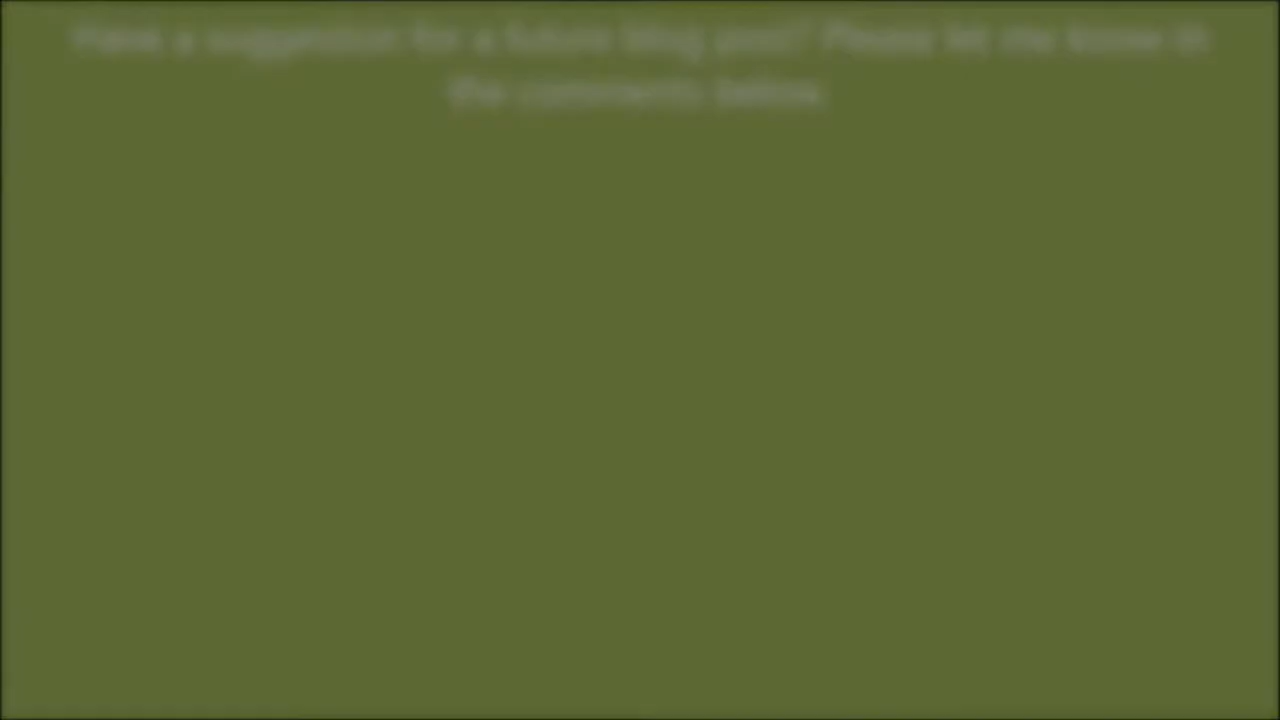 Have a suggestion for a future blog post? Please let me know in
the comments below.